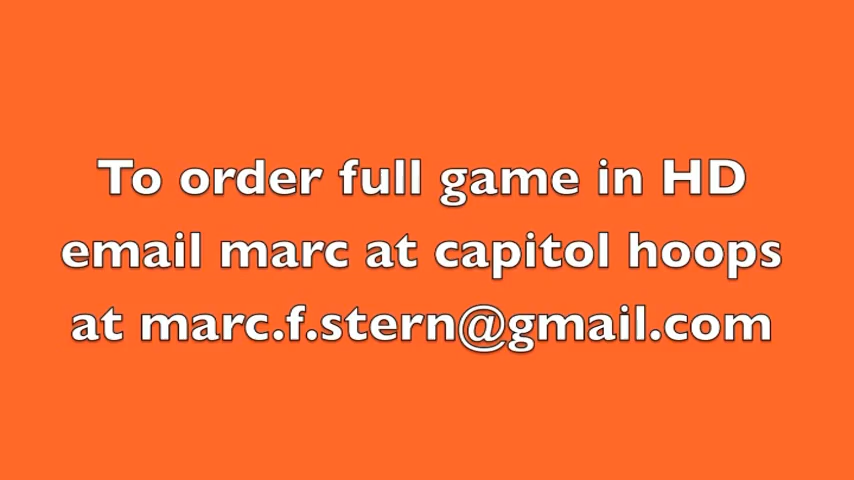 To order full game in HD
email marc at capitol hoops
at marc.f.stern@gmail.com